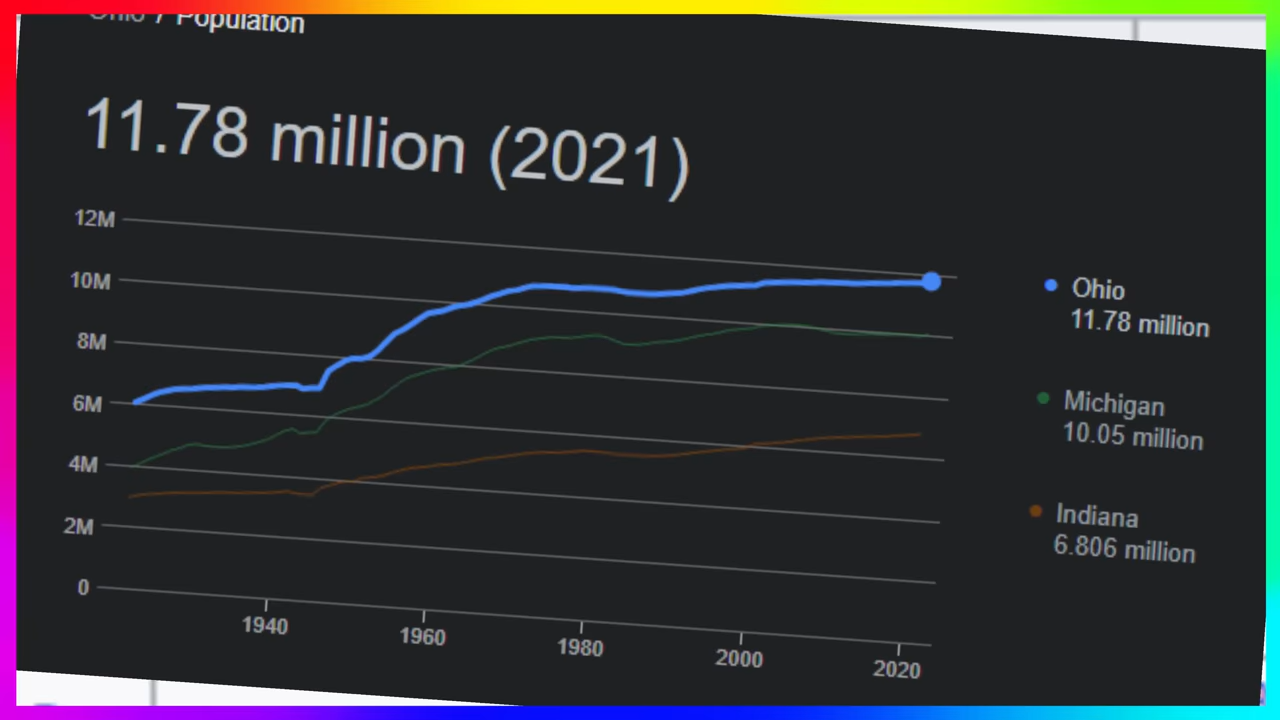 Ohio / Population
11.78 million (2021)
12M
10M
8M
6M
4M
2M
0
1940
1960
1980
2000
2020
Ohio
11.78 million
Michigan
10.05 million
Indiana
6.806 million